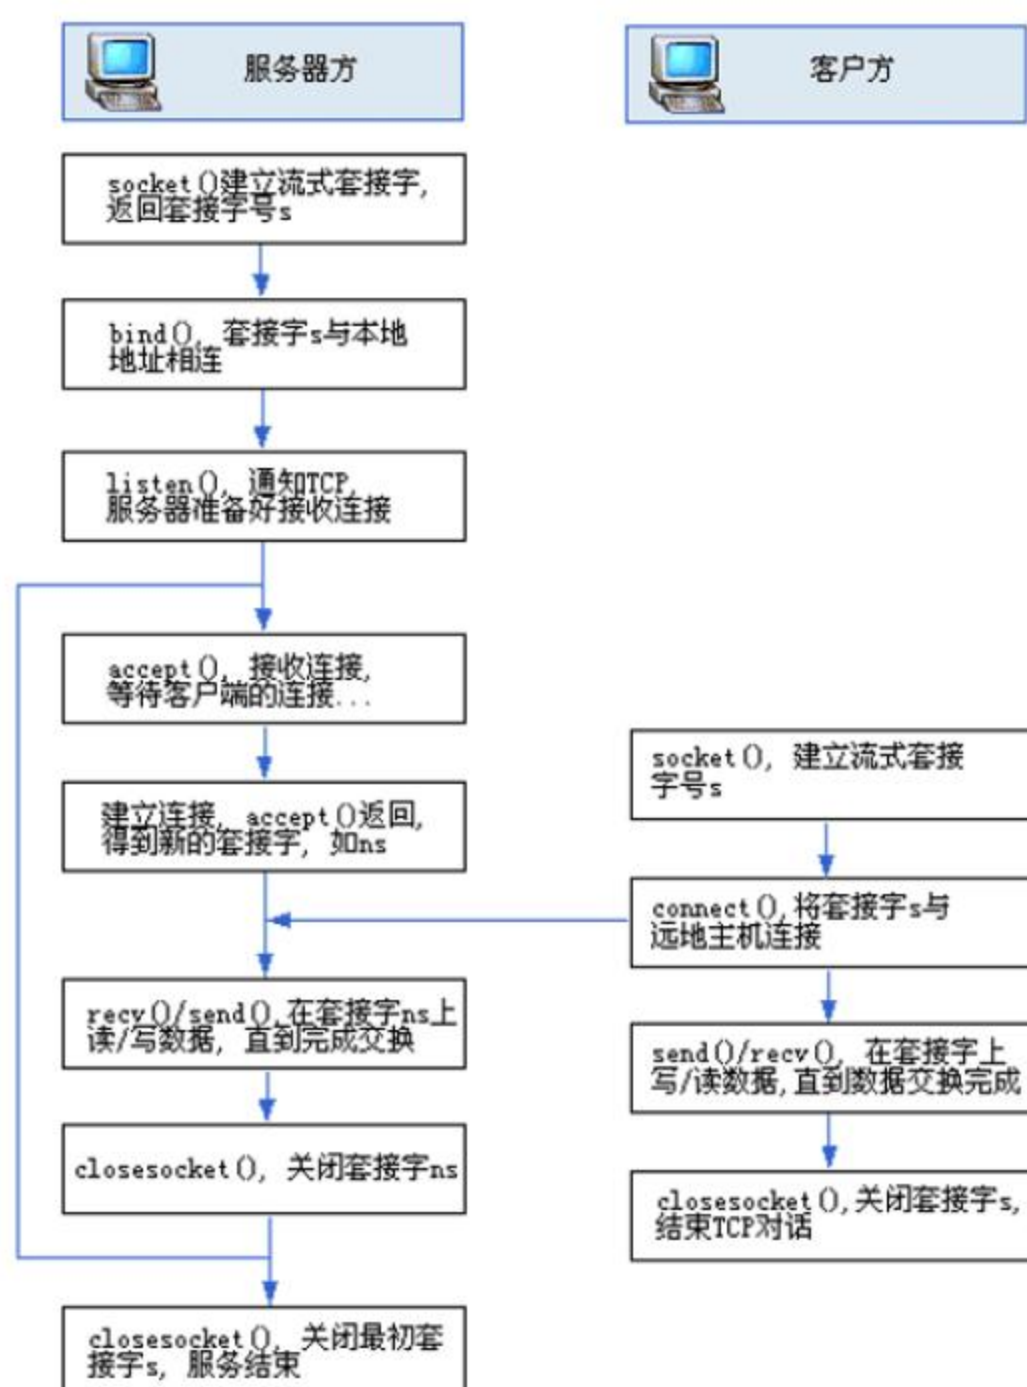 服务器方
客户方
socket()建立流式套接字,
返回套接字号s
bind(), 套接字s与本地
地址相连
listen(), 通知TCP,
服务器准备好接收连接
accept(), 接收连接,
等待客户端的连接...
建立连接, accept()返回,
得到新的套接字, 如ns
recv()/send(),在套接字ns上
读/写数据, 直到完成交换
closesocket(), 关闭套接字ns
closesocket(), 关闭最初套
接字s, 服务结束
socket(), 建立流式套接
字号s
connect(),将套接字s与
远地主机连接
send()/recv(), 在套接字上
写/读数据,直到数据交换完成
closesocket(),关闭套接字s,
结束TCP对话